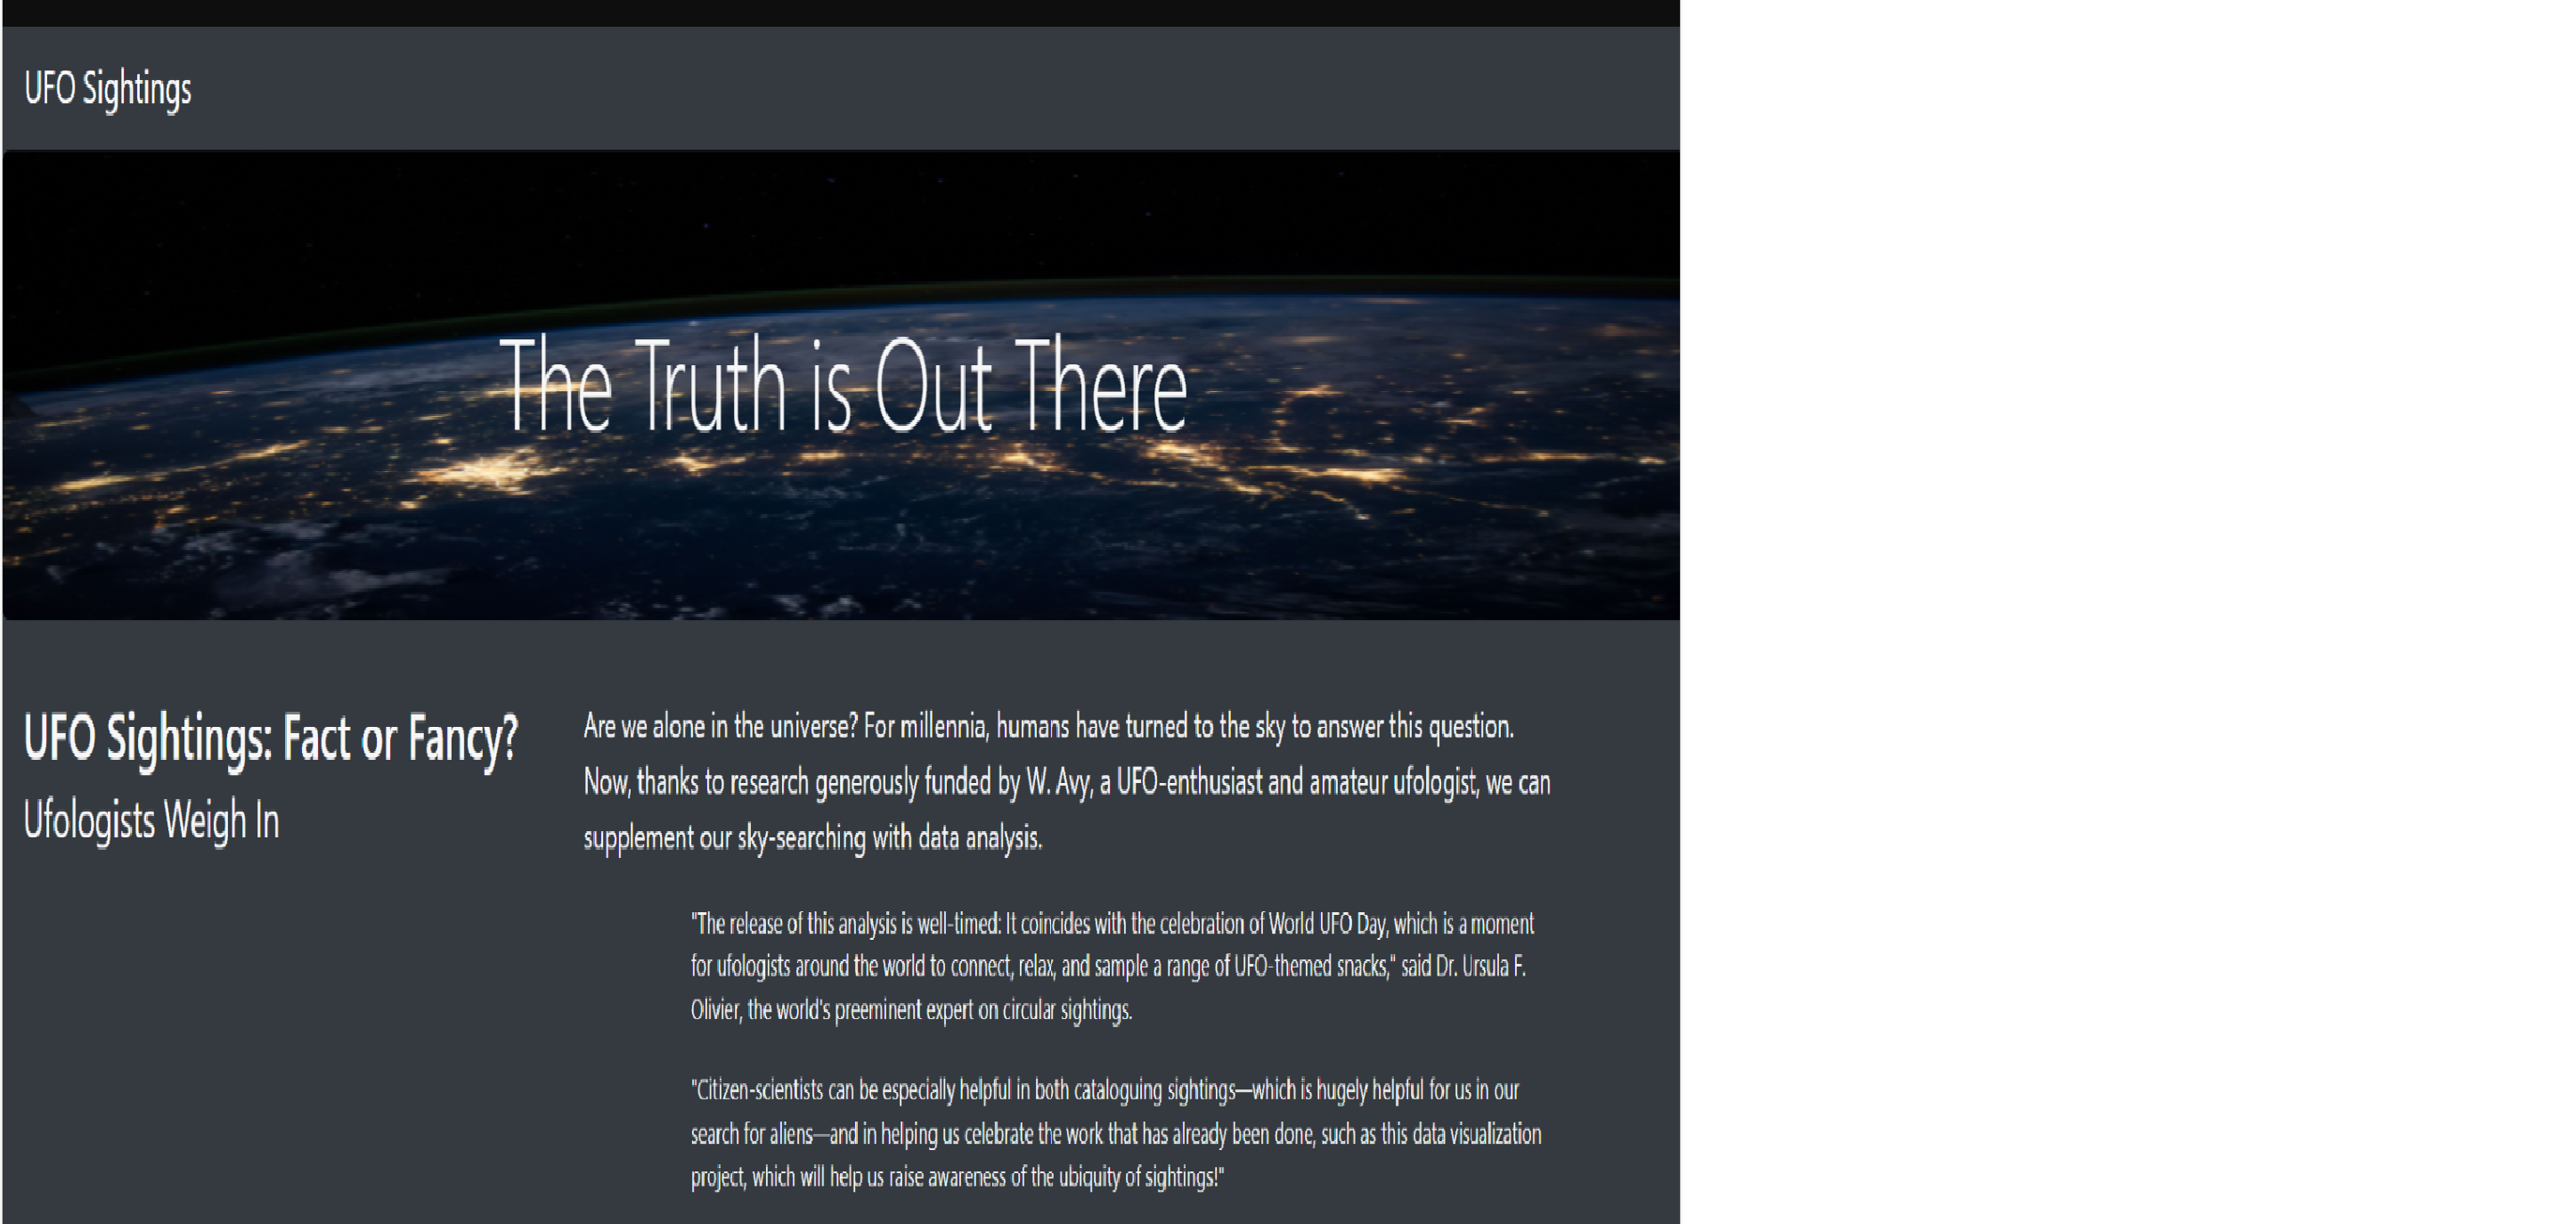 UFO Sightings
The Truth is Out There
UFO Sightings: Fact or Fancy?
Ufologists Weigh In
Are we alone in the universe? For millennia, humans have turned to the sky to answer this question.
Now, thanks to research generously funded by W. Avy, a UFO-enthusiast and amateur ufologist, we can
supplement our sky-searching with data analysis.
"The release of this analysis is well-timed: It coincides with the celebration of World UFO Day, which is a moment
for ufologists around the world to connect, relax, and sample a range of UFO-themed snacks," said Dr. Ursula F.
Olivier, the world's preeminent expert on circular sightings.
"Citizen-scientists can be especially helpful in both cataloguing sightings—which is hugely helpful for us in our
search for aliens—and in helping us celebrate the work that has already been done, such as this data visualization
project, which will help us raise awareness of the ubiquity of sightings!"